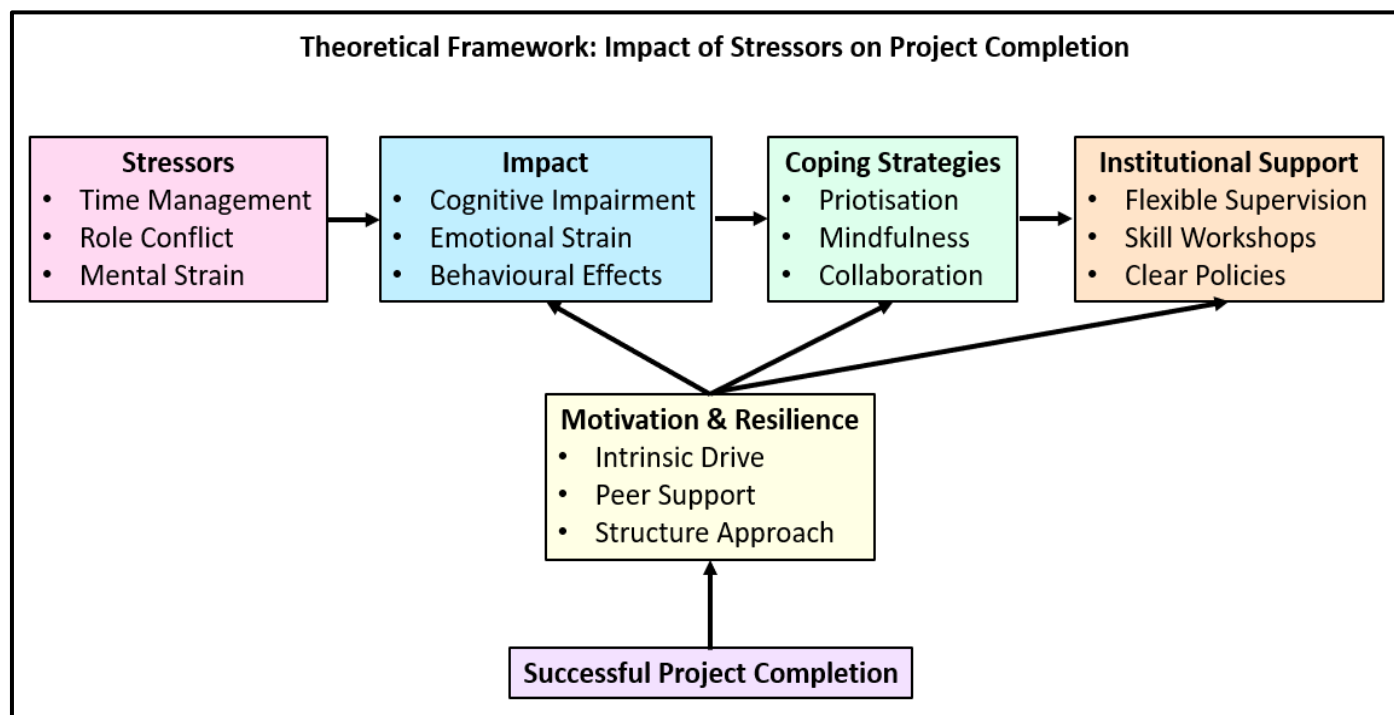 Theoretical Framework: Impact of Stressors on Project Completion
Stressors
• Time Management
• Role Conflict
• Mental Strain
Impact
• Cognitive Impairment
• Emotional Strain
• Behavioural Effects
Coping Strategies
• Priotisation
• Mindfulness
• Collaboration
Institutional Support
• Flexible Supervision
• Skill Workshops
• Clear Policies
Motivation & Resilience
• Intrinsic Drive
• Peer Support
• Structure Approach
Successful Project Completion